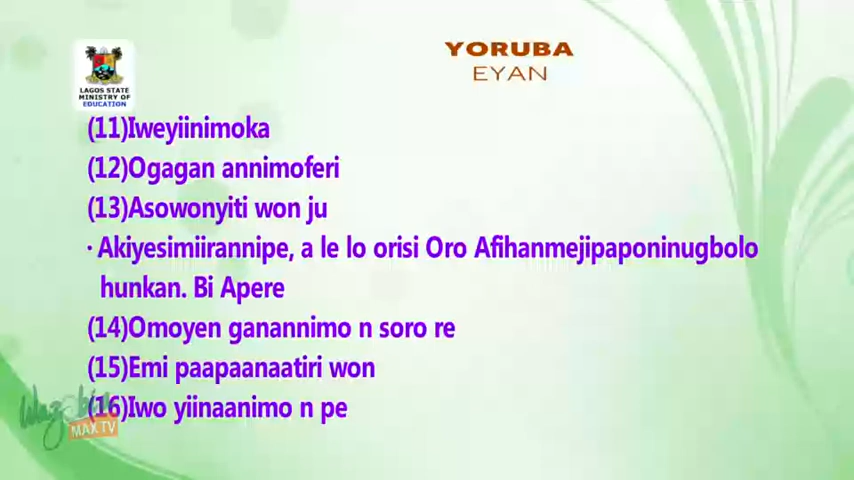 YORUBA
EYAN
LAGOS STATE
MINISTRY OF
EDUCATION
(11)Iweyiinimoka
(12)Ogagan annimoferi
(13)Asowonyiti won ju
· Akiyesimiirannipe, a le lo orisi Oro Afihanmejipaponinugbolo
hunkan. Bi Apere
(14)Omoyen ganannimo n soro re
(15)Emi paapaanaatiri won
(16)Iwo yiinaanimo n pe
Wazobia
MAX TV